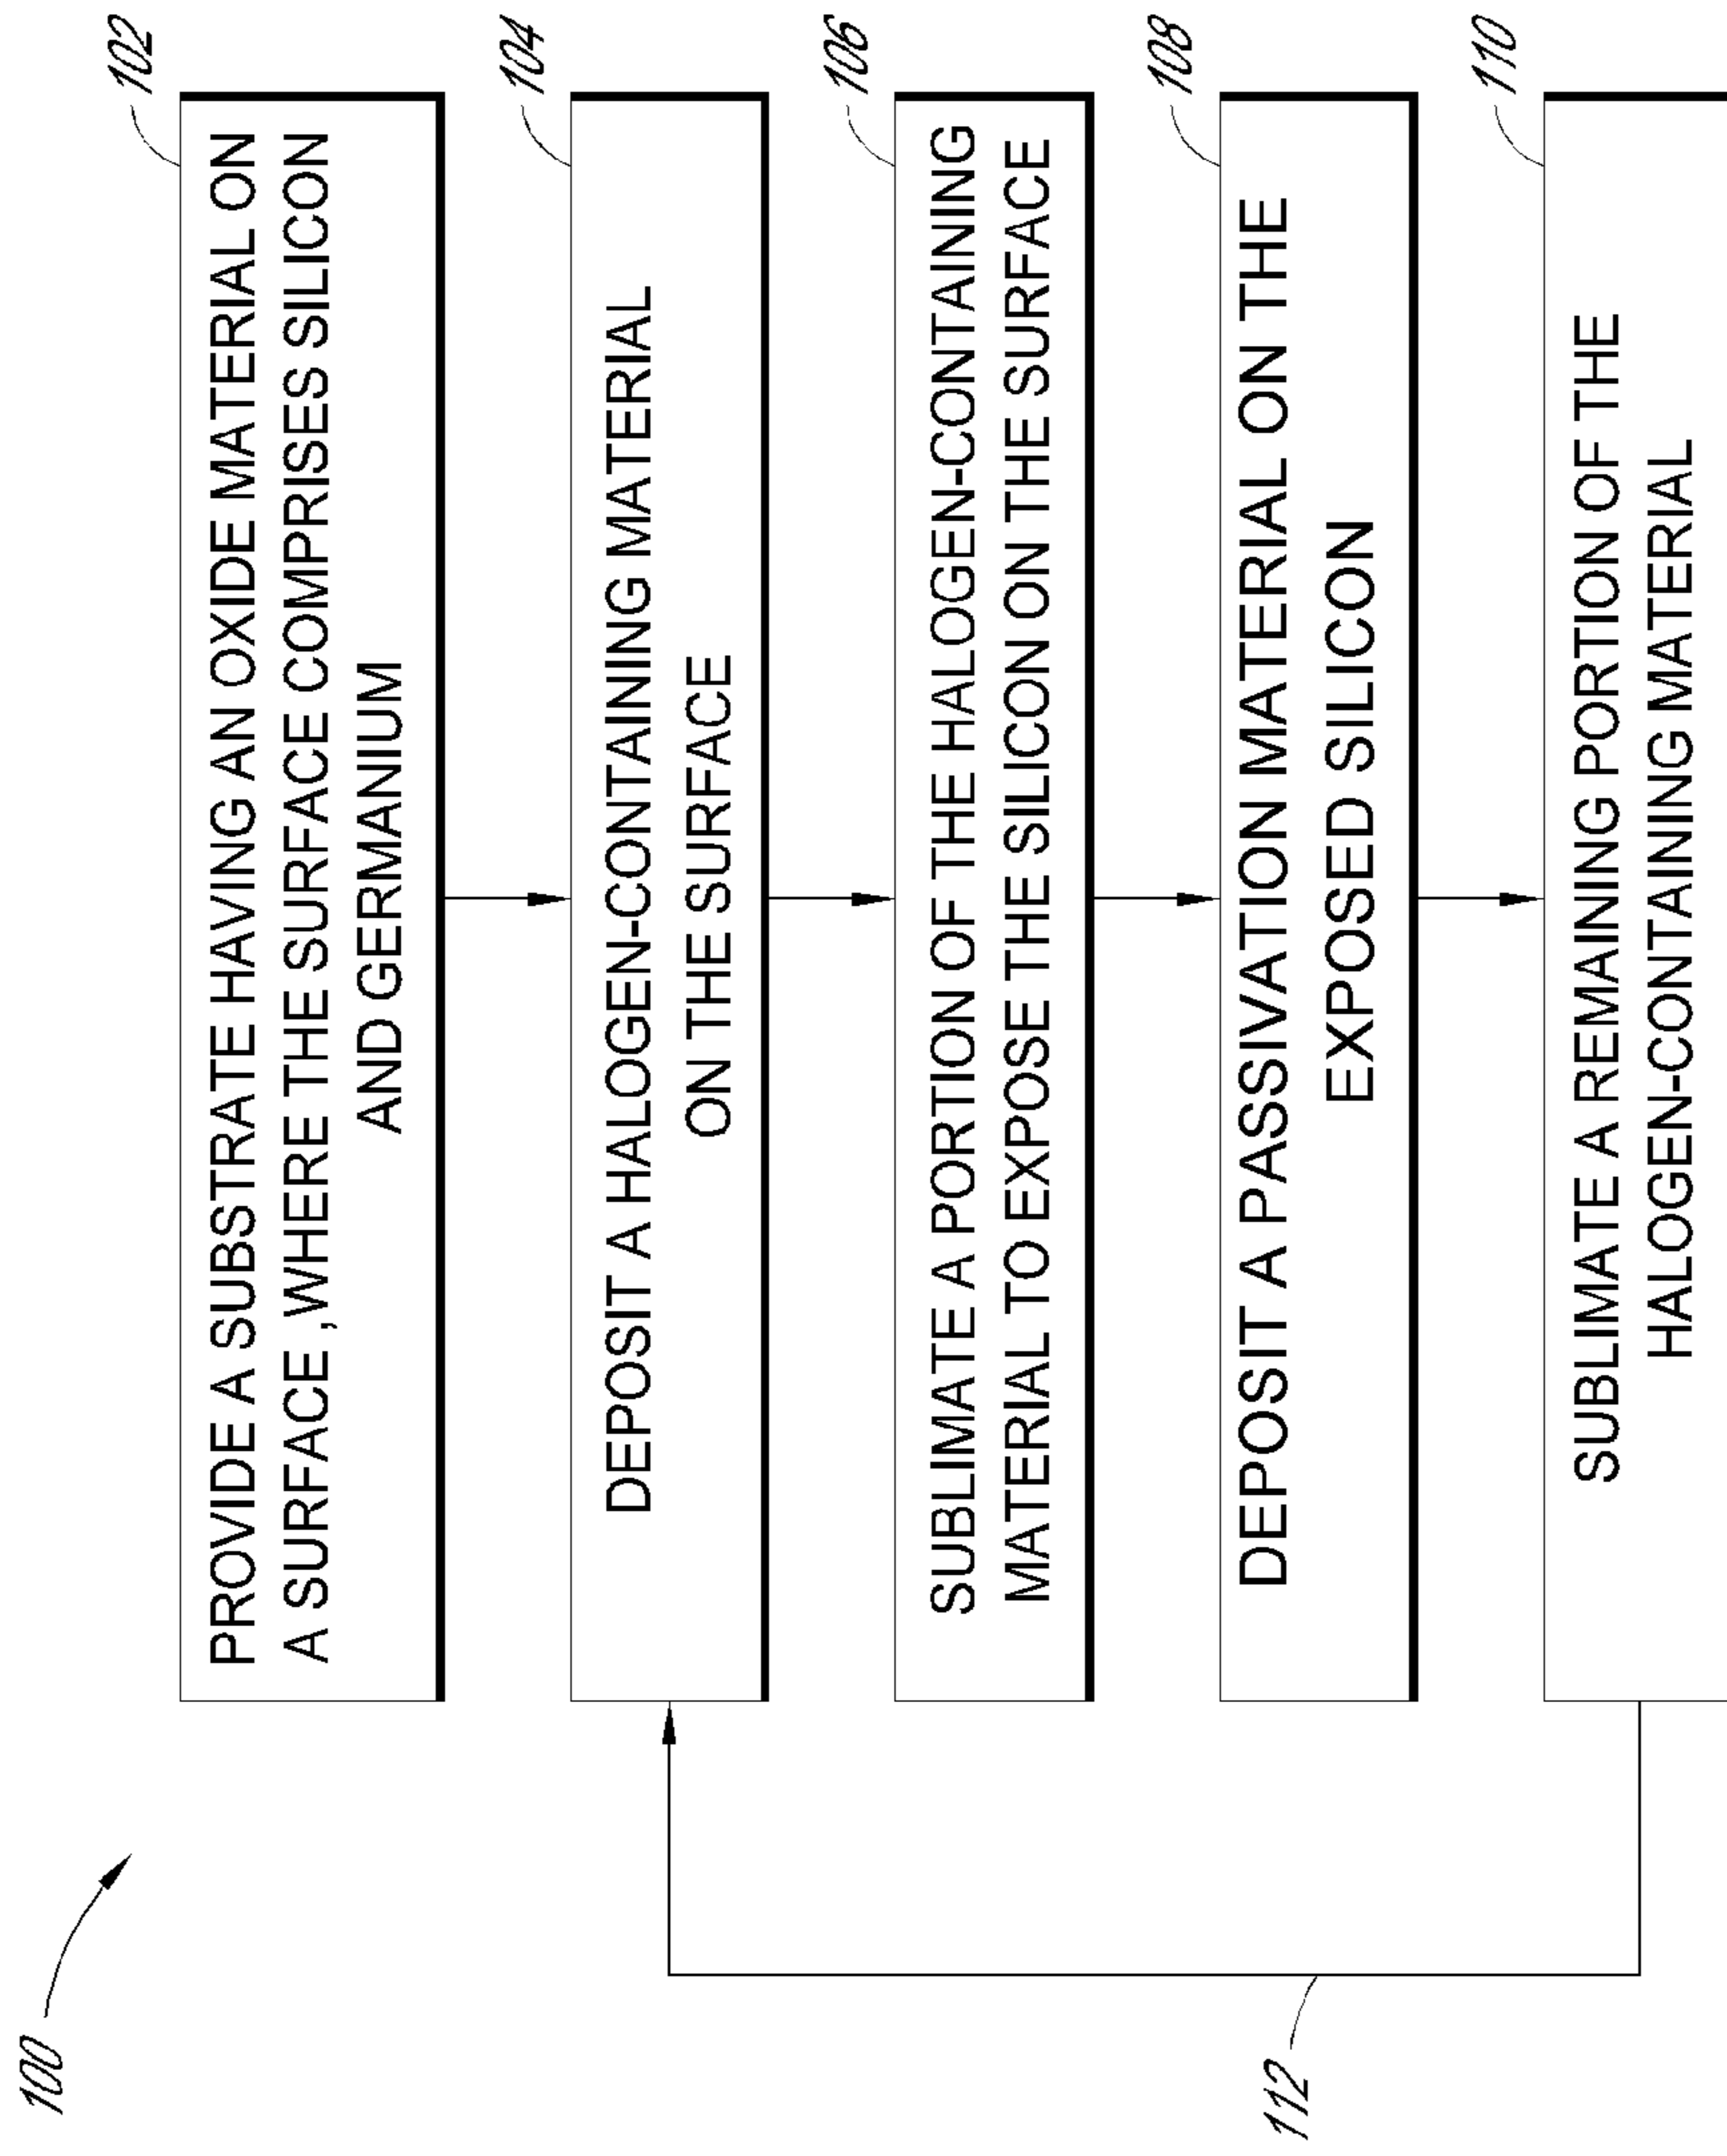 100
102
PROVIDE A SUBSTRATE HAVING AN OXIDE MATERIAL ON
A SURFACE ,WHERE THE SURFACE COMPRISES SILICON
AND GERMANIUM
104
DEPOSIT A HALOGEN-CONTAINING MATERIAL
ON THE SURFACE
106
SUBLIMATE A PORTION OF THE HALOGEN-CONTAINING
MATERIAL TO EXPOSE THE SILICON ON THE SURFACE
108
DEPOSIT A PASSIVATION MATERIAL ON THE
EXPOSED SILICON
112
110
SUBLIMATE A REMAINING PORTION OF THE
HALOGEN-CONTAINING MATERIAL